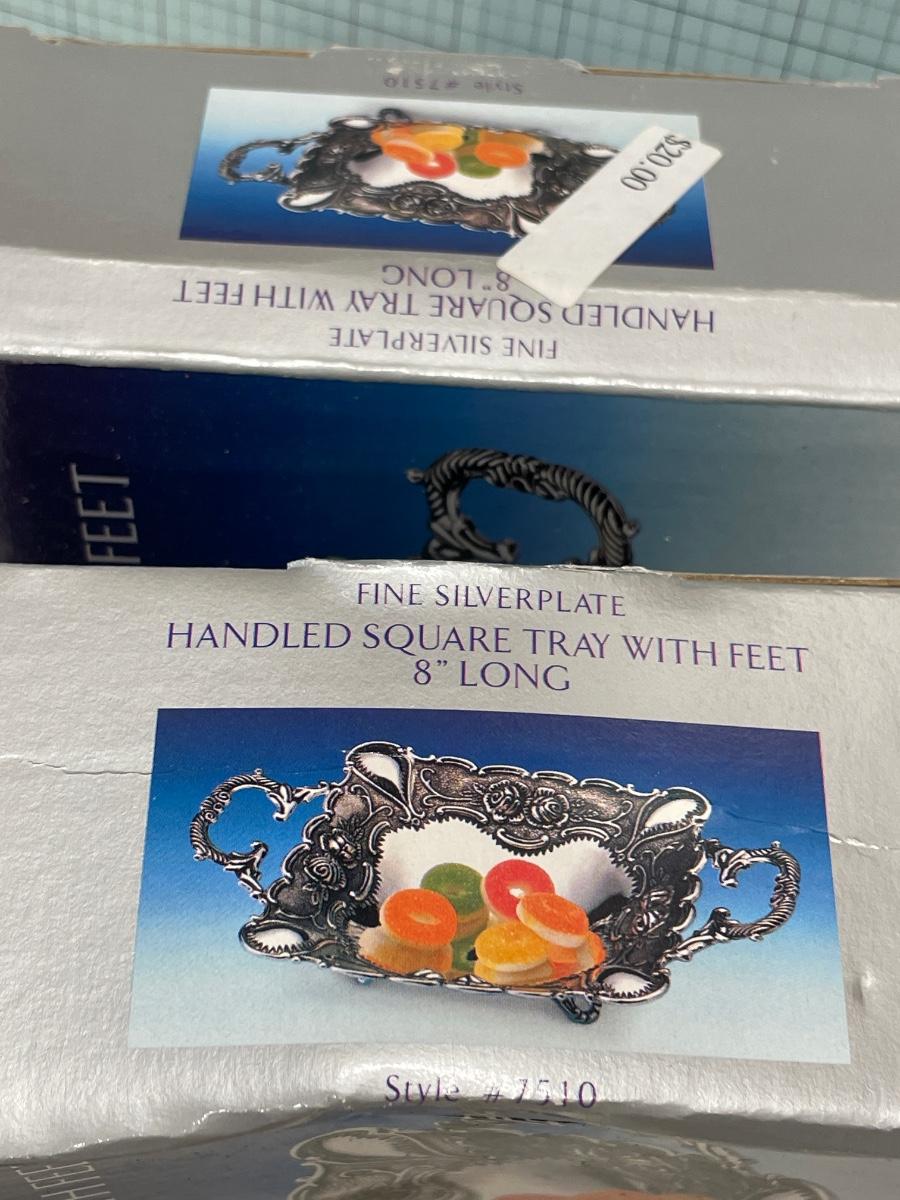 Style #7510
$20.00
8" LONG
HANDLED SQUARE TRAY WITH FEET
FINE SILVERPLATE
FEET
FINE SILVERPLATE
HANDLED SQUARE TRAY WITH FEET
8" LONG
Style #7510